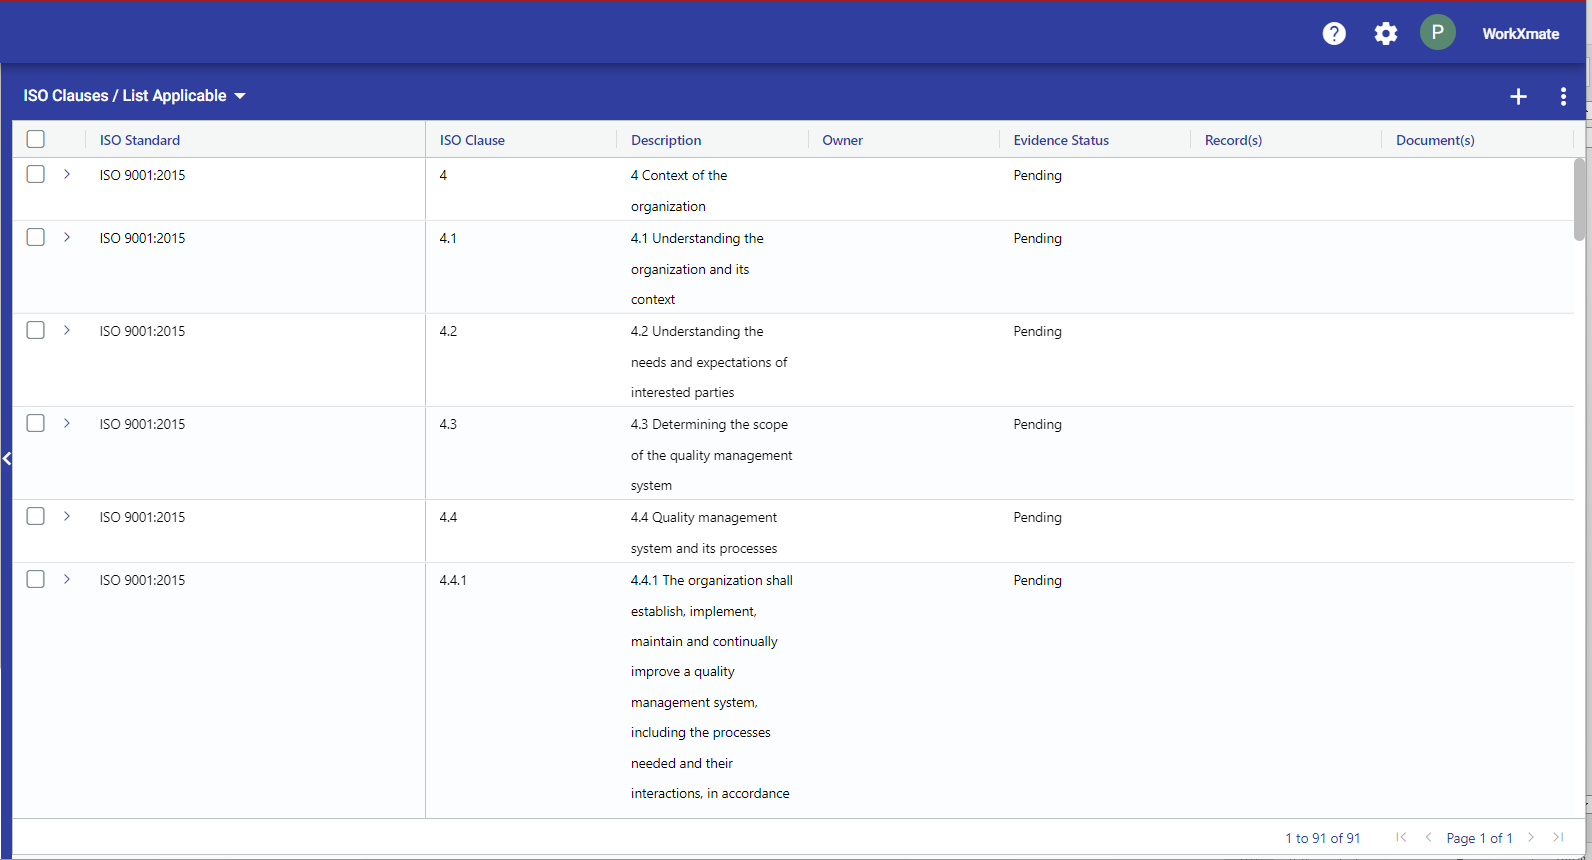 ? P WorkXmate
ISO Clauses / List Applicable
ISO Standard ISO Clause Description Owner Evidence Status Record(s) Document(s)
ISO 9001:2015 4 4 Context of the Pending
organization
ISO 9001:2015 4.1 4.1 Understanding the Pending
organization and its
context
ISO 9001:2015 4.2 4.2 Understanding the Pending
needs and expectations of
interested parties
ISO 9001:2015 4.3 4.3 Determining the scope Pending
of the quality management
system
ISO 9001:2015 4.4 4.4 Quality management Pending
system and its processes
ISO 9001:2015 4.4.1 4.4.1 The organization shall Pending
establish, implement,
maintain and continually
improve a quality
management system,
including the processes
needed and their
interactions, in accordance
1 to 91 of 91 Page 1 of 1